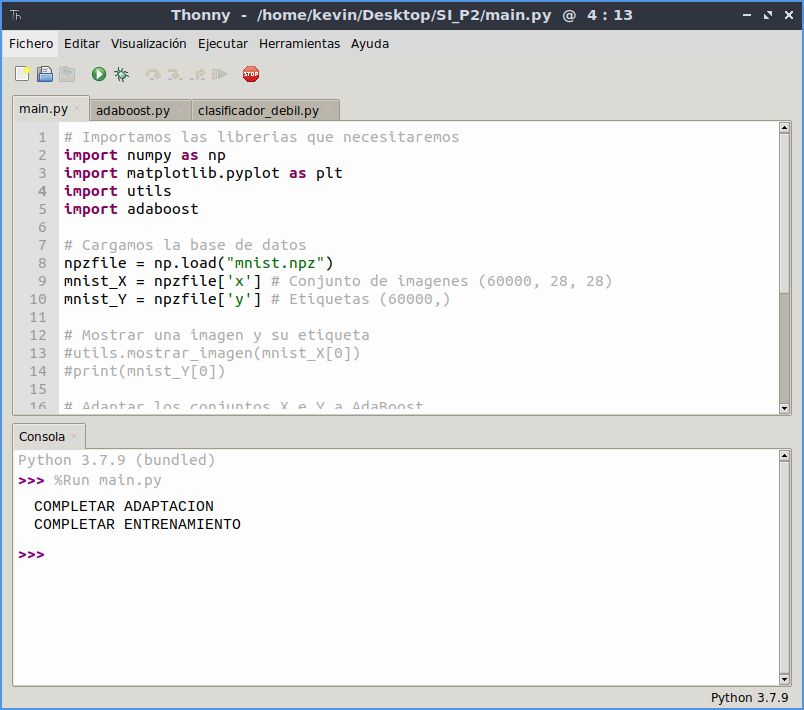 Thonny - /home/kevin/Desktop/SI_P2/main.py @ 4 : 13
Fichero Editar Visualización Ejecutar Herramientas Ayuda
STOP
main.py adaboost.py clasificador_debil.py
1 # Importamos las librerias que necesitaremos
2 import numpy as np
3 import matplotlib.pyplot as plt
4 import utils
5 import adaboost
6
7 # Cargamos la base de datos
8 npzfile = np.load("mnist.npz")
9 mnist_X = npzfile['x'] # Conjunto de imagenes (60000, 28, 28)
10 mnist_Y = npzfile['y'] # Etiquetas (60000,)
11
12 # Mostrar una imagen y su etiqueta
13 #utils.mostrar_imagen(mnist_X[0])
14 #print(mnist_Y[0])
15
16 # Adaptar los conjuntos X e Y a AdaBoost
Consola
Python 3.7.9 (bundled)
>>> %Run main.py
COMPLETAR ADAPTACION
COMPLETAR ENTRENAMIENTO
>>>
Python 3.7.9